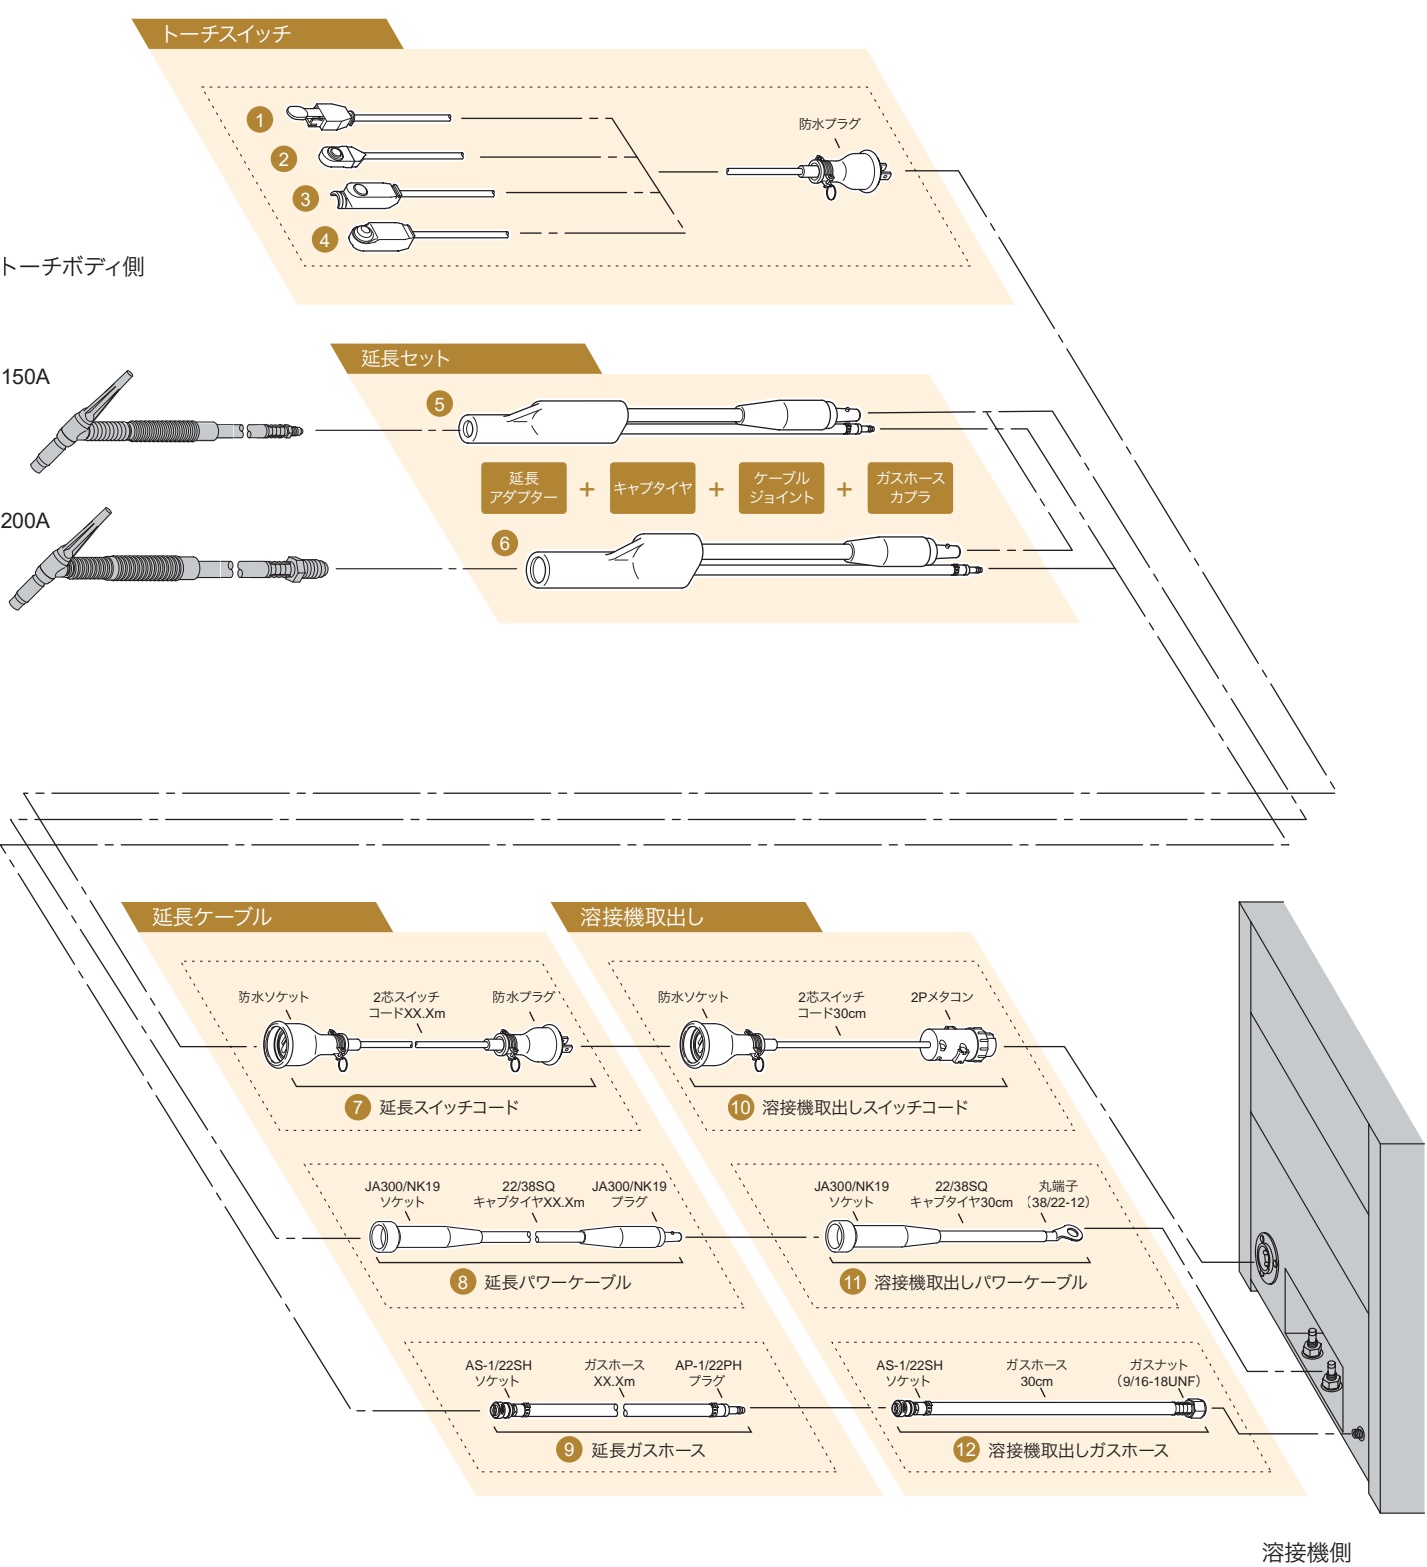 トーチスイッチ
1
防水プラグ
2
3
4
トーチボディ側
延長セット
150A
5
延長
アダプター
+
キャプタイヤ
+
ケーブル
ジョイント
+
ガスホース
カプラ
200A
6
延長ケーブル
防水ソケット
2芯スイッチ
コードXX.Xm
防水プラグ
7 延長スイッチコード
JA300/NK19
ソケット
22/38SQ
キャプタイヤXX.Xm
JA300/NK19
プラグ
8 延長パワーケーブル
AS-1/22SH
ソケット
ガスホース
XX.Xm
AP-1/22PH
プラグ
9 延長ガスホース
溶接機取出し
防水ソケット
2芯スイッチ
コード30cm
2Pメタコン
10 溶接機取出しスイッチコード
JA300/NK19
ソケット
22/38SQ
キャプタイヤ30cm
丸端子
(38/22-12)
11 溶接機取出しパワーケーブル
AS-1/22SH
ソケット
ガスホース
30cm
ガスナット
(9/16-18UNF)
12 溶接機取出しガスホース
溶接機側